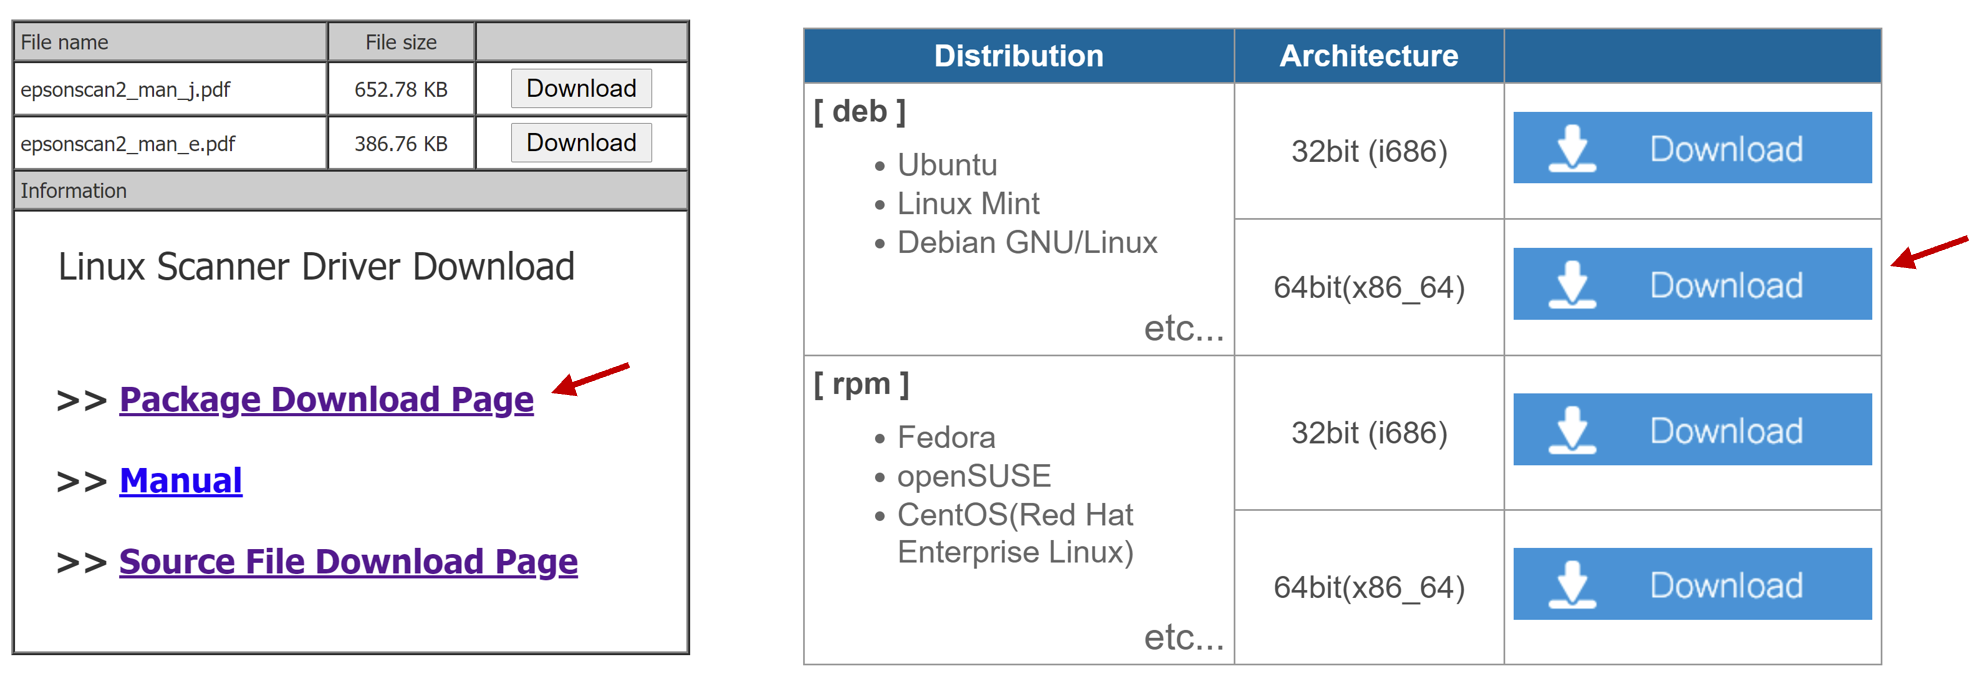 File name File size
epsonscan2_man_j.pdf 652.78 KB Download
epsonscan2_man_e.pdf 386.76 KB Download
Information
Linux Scanner Driver Download
>> Package Download Page
>> Manual
>> Source File Download Page
Distribution Architecture
[ deb ]
• Ubuntu
• Linux Mint
• Debian GNU/Linux
etc...
32bit (i686) Download
64bit(x86_64) Download
[ rpm ]
• Fedora
• openSUSE
• CentOS(Red Hat
Enterprise Linux)
etc...
32bit (i686) Download
64bit(x86_64) Download